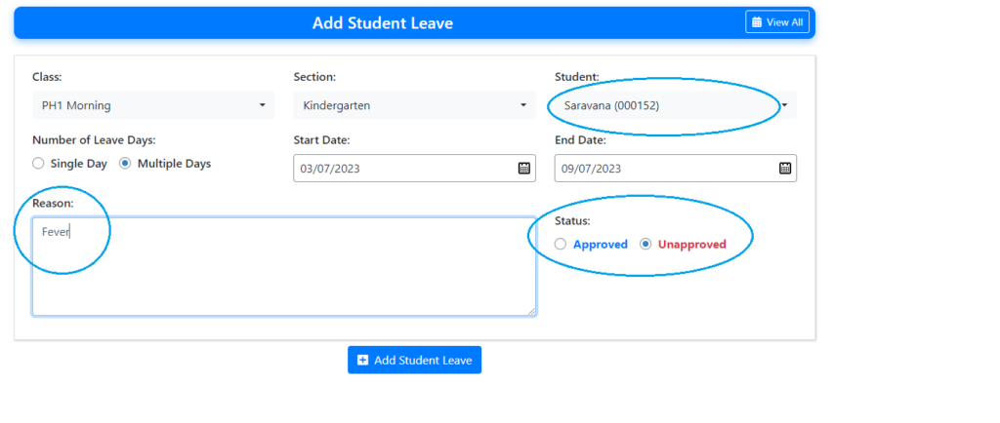 Add Student Leave
View All
Class: Section: Student:
PH1 Morning Kindergarten Saravana (000152)
Number of Leave Days: Start Date: End Date:
Single Day Multiple Days 03/07/2023 09/07/2023
Reason:
Fever
Status:
Approved Unapproved
Add Student Leave